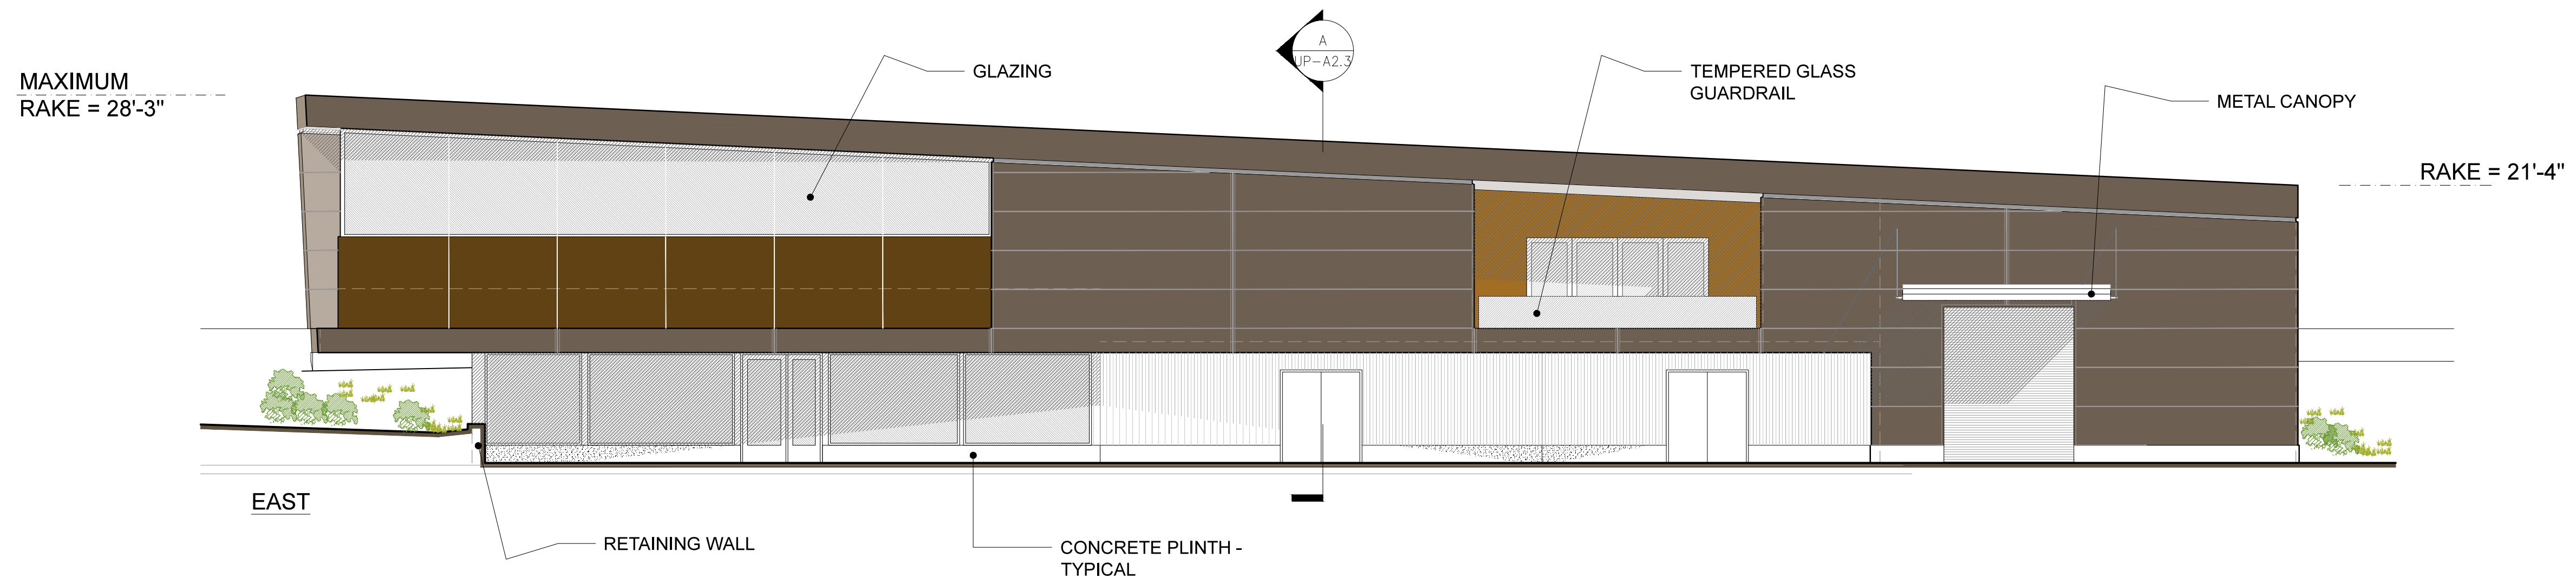 MAXIMUM
RAKE = 28'-3"
GLAZING
A
UP-A2.3
TEMPERED GLASS
GUARDRAIL
METAL CANOPY
RAKE = 21'-4"
EAST
RETAINING WALL
CONCRETE PLINTH -
TYPICAL